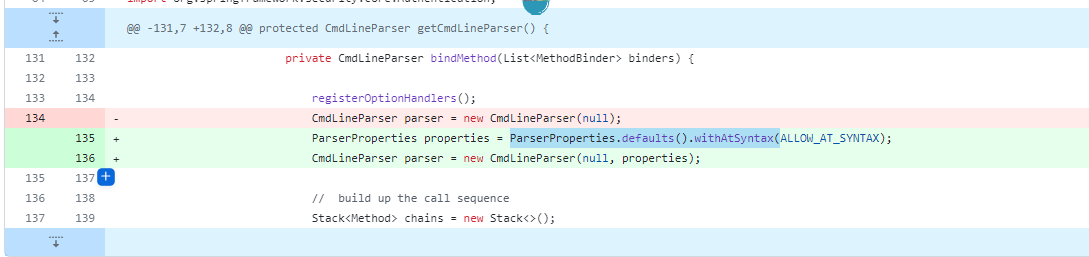 @@ -131,7 +132,8 @@ protected CmdLineParser getCmdLineParser() {
131 132 private CmdLineParser bindMethod(List<MethodBinder> binders) {
132 133
133 134 registerOptionHandlers();
134 - CmdLineParser parser = new CmdLineParser(null);
135 + ParserProperties properties = ParserProperties.defaults().withAtSyntax(ALLOW_AT_SYNTAX);
136 + CmdLineParser parser = new CmdLineParser(null, properties);
135 137
136 138 // build up the call sequence
137 139 Stack<Method> chains = new Stack<>();